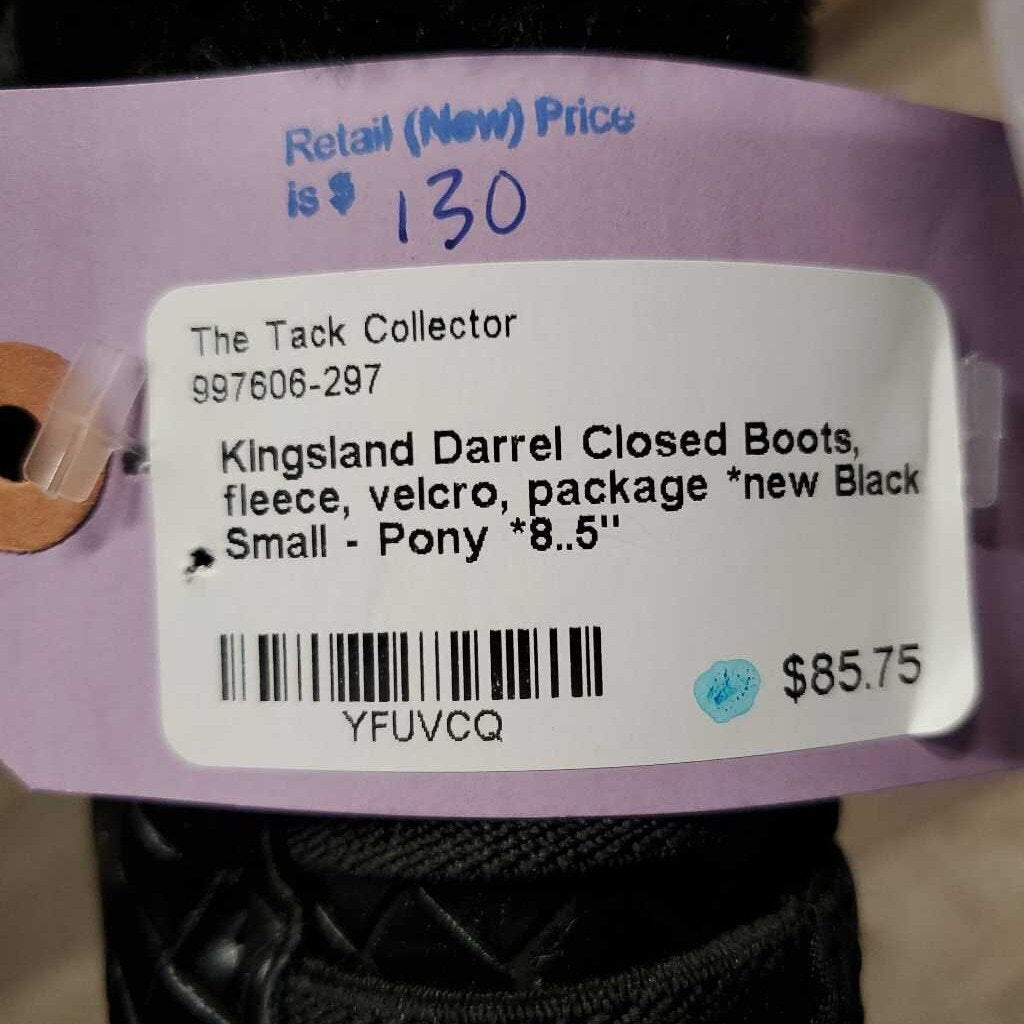 Retail (New) Price
is $ 130
The Tack Collector
997606-297
Kingsland Darrel Closed Boots,
fleece, velcro, package *new Black
Small - Pony *8..5"
YFUVCQ
$85.75